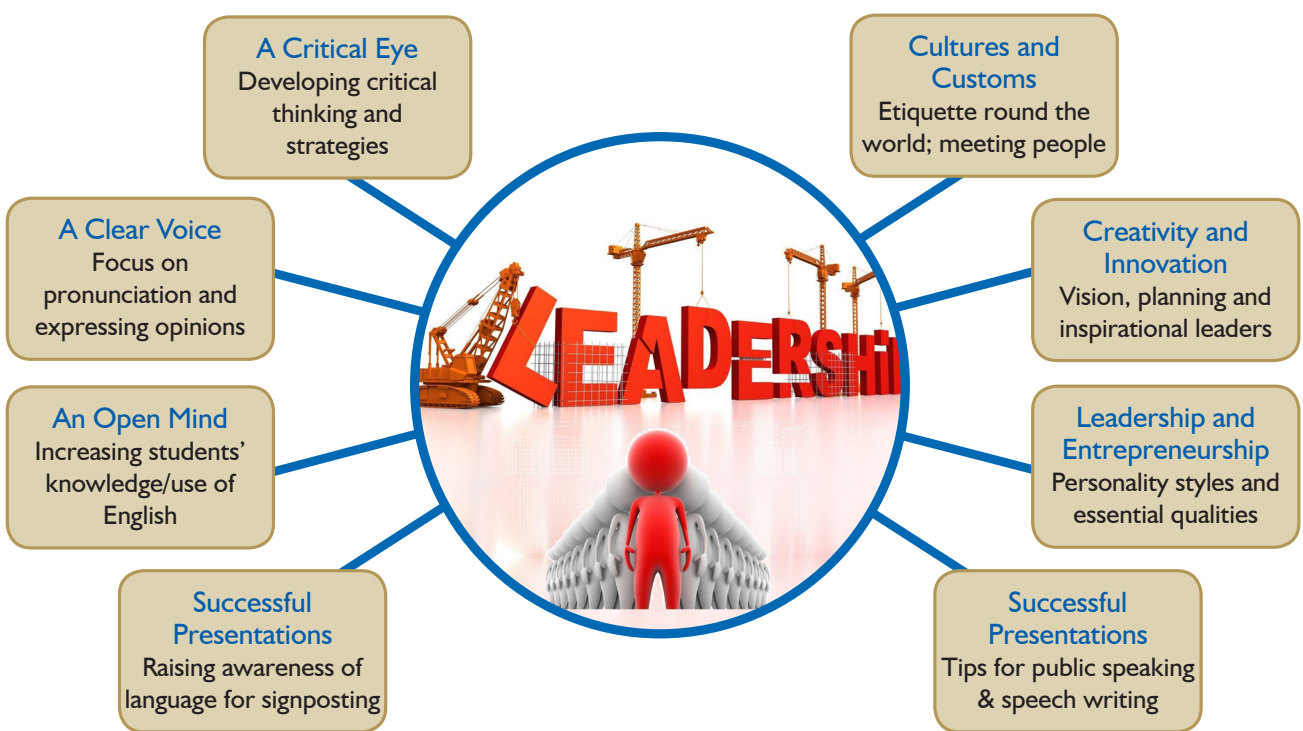 A Critical Eye
Developing critical
thinking and
strategies
Cultures and
Customs
Etiquette round the
world; meeting people
A Clear Voice
Focus on
pronunciation and
expressing opinions
Creativity and
Innovation
Vision, planning and
inspirational leaders
LEADERSHI
An Open Mind
Increasing students’
knowledge/use of
English
Leadership and
Entrepreneurship
Personality styles and
essential qualities
Successful
Presentations
Raising awareness of
language for signposting
Successful
Presentations
Tips for public speaking
& speech writing